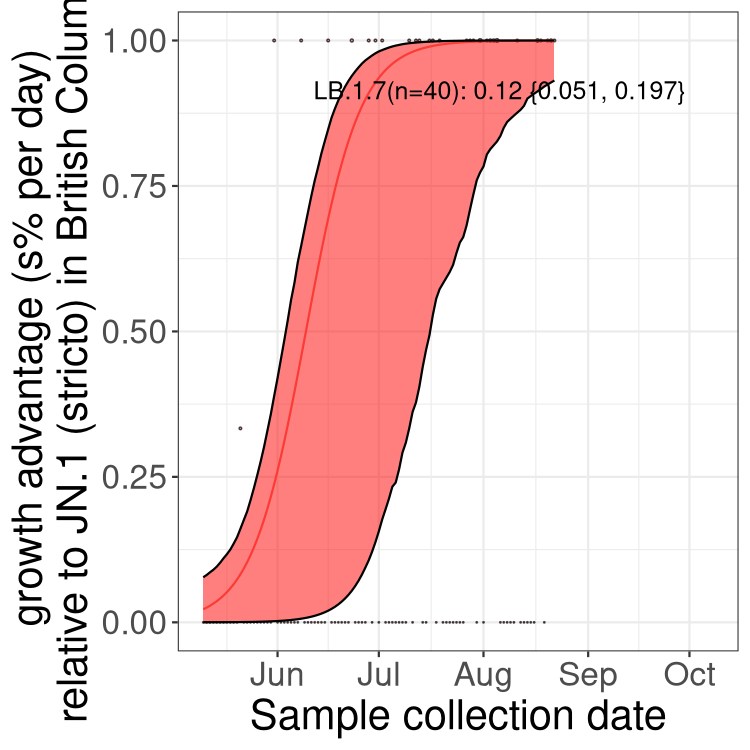 growth advantage (s% per day)
relative to JN.1 (stricto) in British Colum
1.00
0.75
0.50
0.25
0.00
LB.1.7(n=40): 0.12 {0.051, 0.197}
Jun Jul Aug Sep Oct
Sample collection date